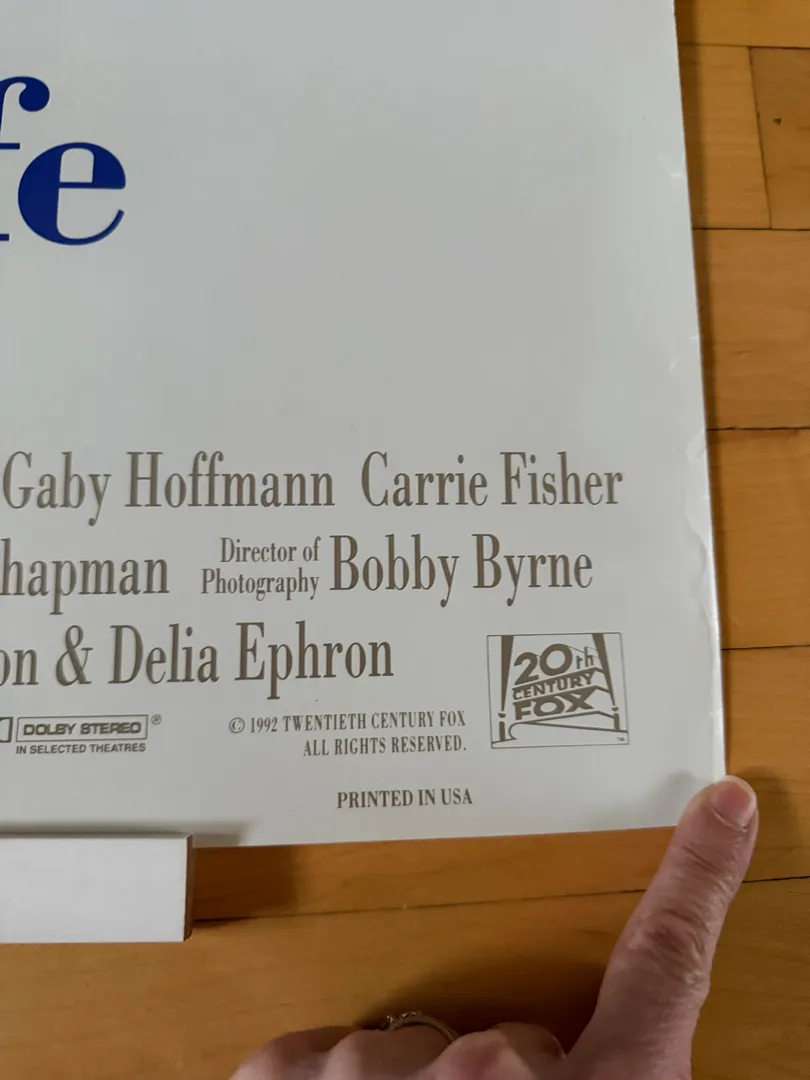 fe
Gaby Hoffmann Carrie Fisher
hapman Director of Photography Bobby Byrne
on & Delia Ephron
20th
CENTURY
FOX
™
DOLBY STEREO ®
IN SELECTED THEATRES
© 1992 TWENTIETH CENTURY FOX
ALL RIGHTS RESERVED.
PRINTED IN USA